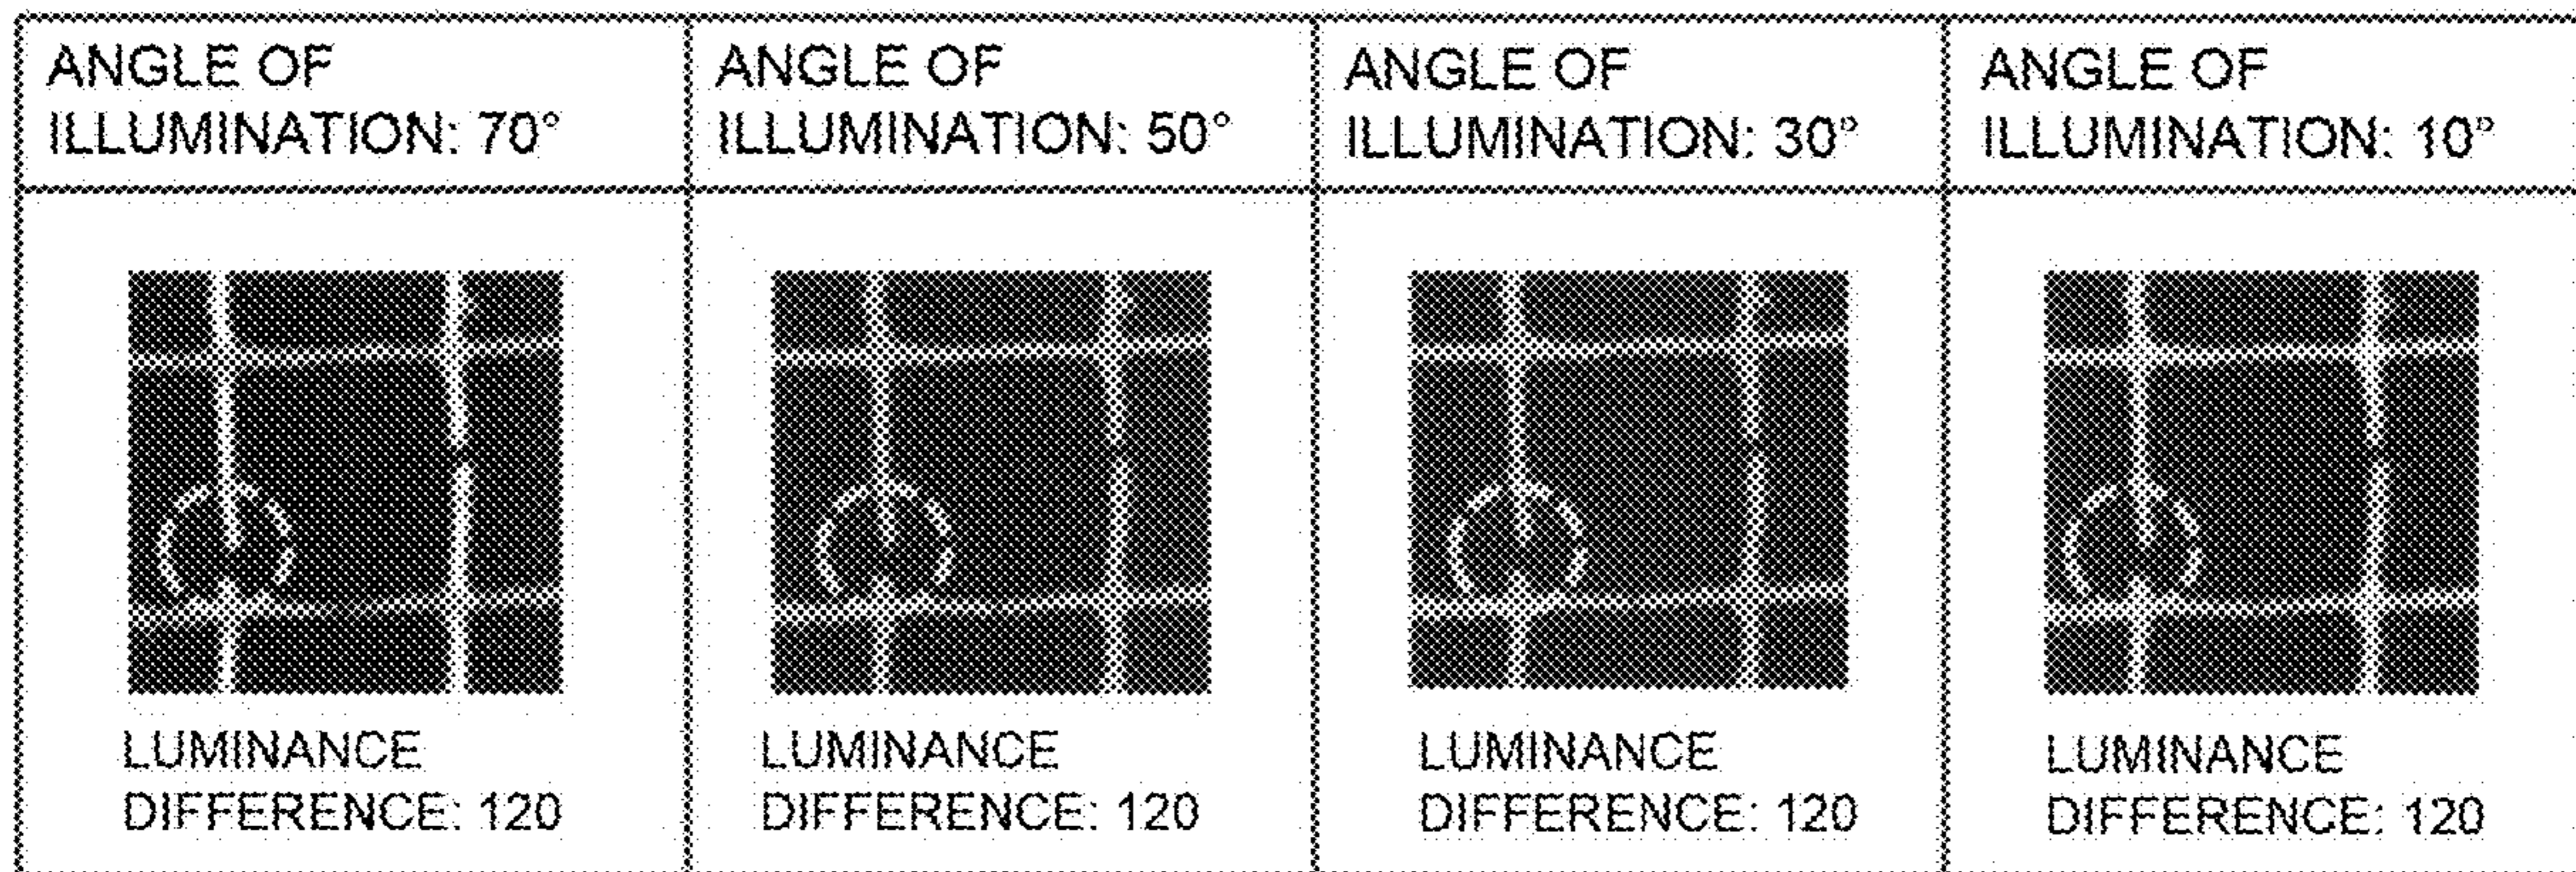 ANGLE OF
ILLUMINATION: 70°
ANGLE OF
ILLUMINATION: 50°
ANGLE OF
ILLUMINATION: 30°
ANGLE OF
ILLUMINATION: 10°
LUMINANCE
DIFFERENCE: 120
LUMINANCE
DIFFERENCE: 120
LUMINANCE
DIFFERENCE: 120
LUMINANCE
DIFFERENCE: 120